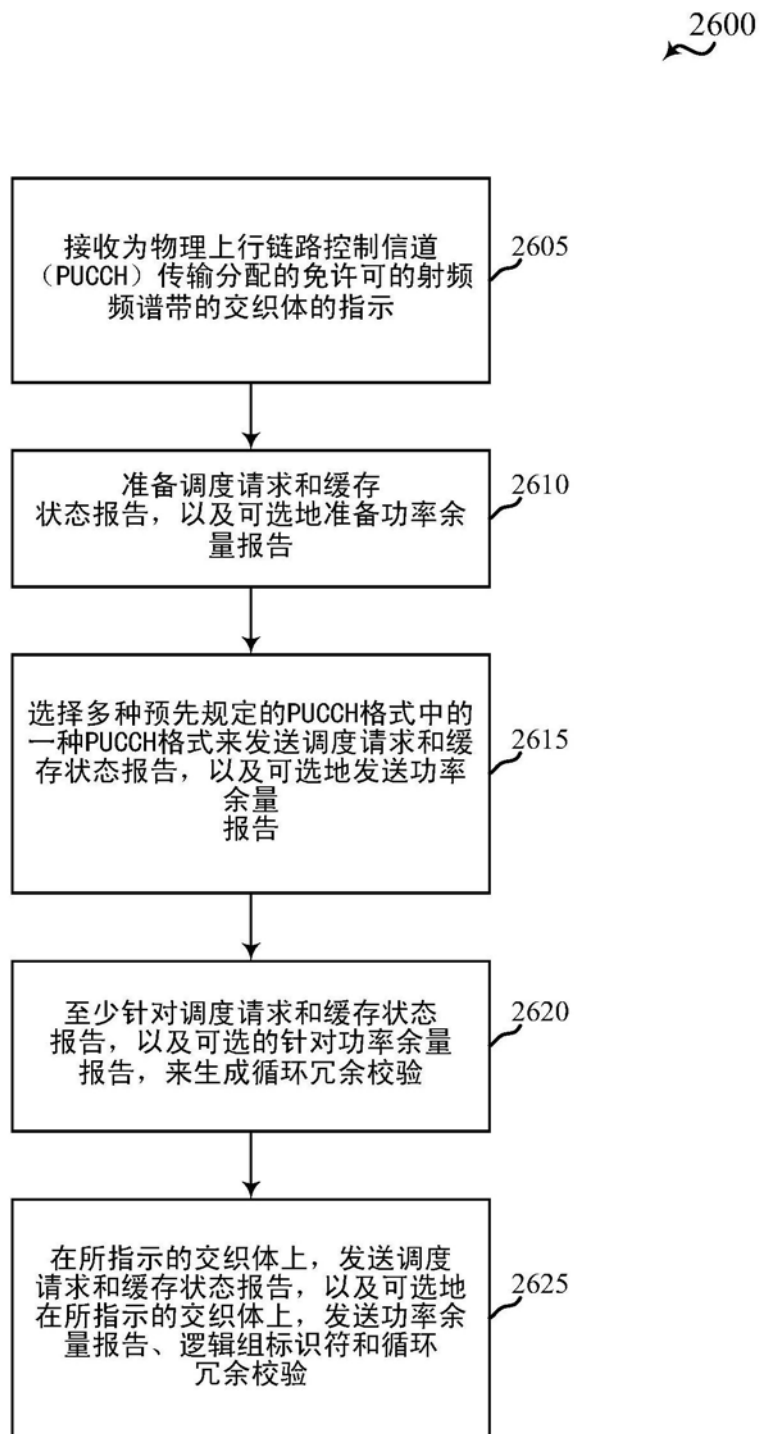 2600
接收为物理上行链路控制信道
（PUCCH）传输分配的免许可的射频
频谱带的交织体的指示
2605
准备调度请求和缓存
状态报告，以及可选地准备功率余
量报告
2610
选择多种预先规定的PUCCH格式中的
一种PUCCH格式来发送调度请求和缓
存状态报告，以及可选地发送功率
余量
报告
2615
至少针对调度请求和缓存状态
报告，以及可选的针对功率余量
报告，来生成循环冗余校验
2620
在所指示的交织体上，发送调度
请求和缓存状态报告，以及可选地
在所指示的交织体上，发送功率余
量报告、逻辑组标识符和循环
冗余校验
2625